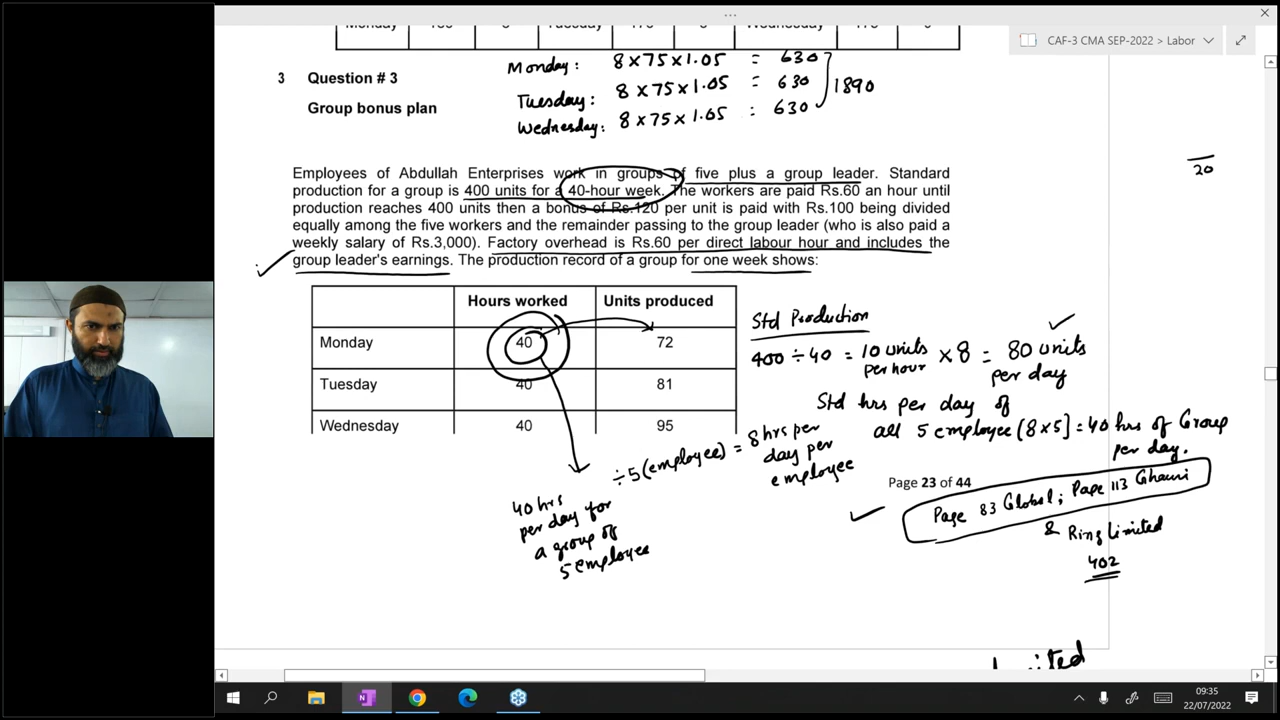 CAF-3 CMA SEP-2022 > Labor
Monday: 8 x 75 x 1.05 = 630
Tuesday: 8 x 75 x 1.05 = 630
Wednesday: 8 x 75 x 1.05 = 630
1890
3 Question # 3
Group bonus plan
20
Employees of Abdullah Enterprises work in groups of five plus a group leader. Standard
production for a group is 400 units for a 40-hour week. The workers are paid Rs.60 an hour until
production reaches 400 units then a bonus of Rs.120 per unit is paid with Rs.100 being divided
equally among the five workers and the remainder passing to the group leader (who is also paid a
weekly salary of Rs.3,000). Factory overhead is Rs.60 per direct labour hour and includes the
group leader's earnings. The production record of a group for one week shows:
Hours worked Units produced
Monday 40 72
Tuesday 40 81
Wednesday 40 95
Std Production
400 ÷ 40 = 10 units per hour x 8 = 80 units per day
Std hrs per day of
all 5 employee (8 x 5] = 40 hrs of Group
per day.
÷ 5 (employee) = 8 hrs per
day per
employee
40 hrs
per day for
a group of
5 employee
Page 23 of 44
Page 83 Global; Page 113 Ghauri
& Ring Limited
402
09:35
22/07/2022